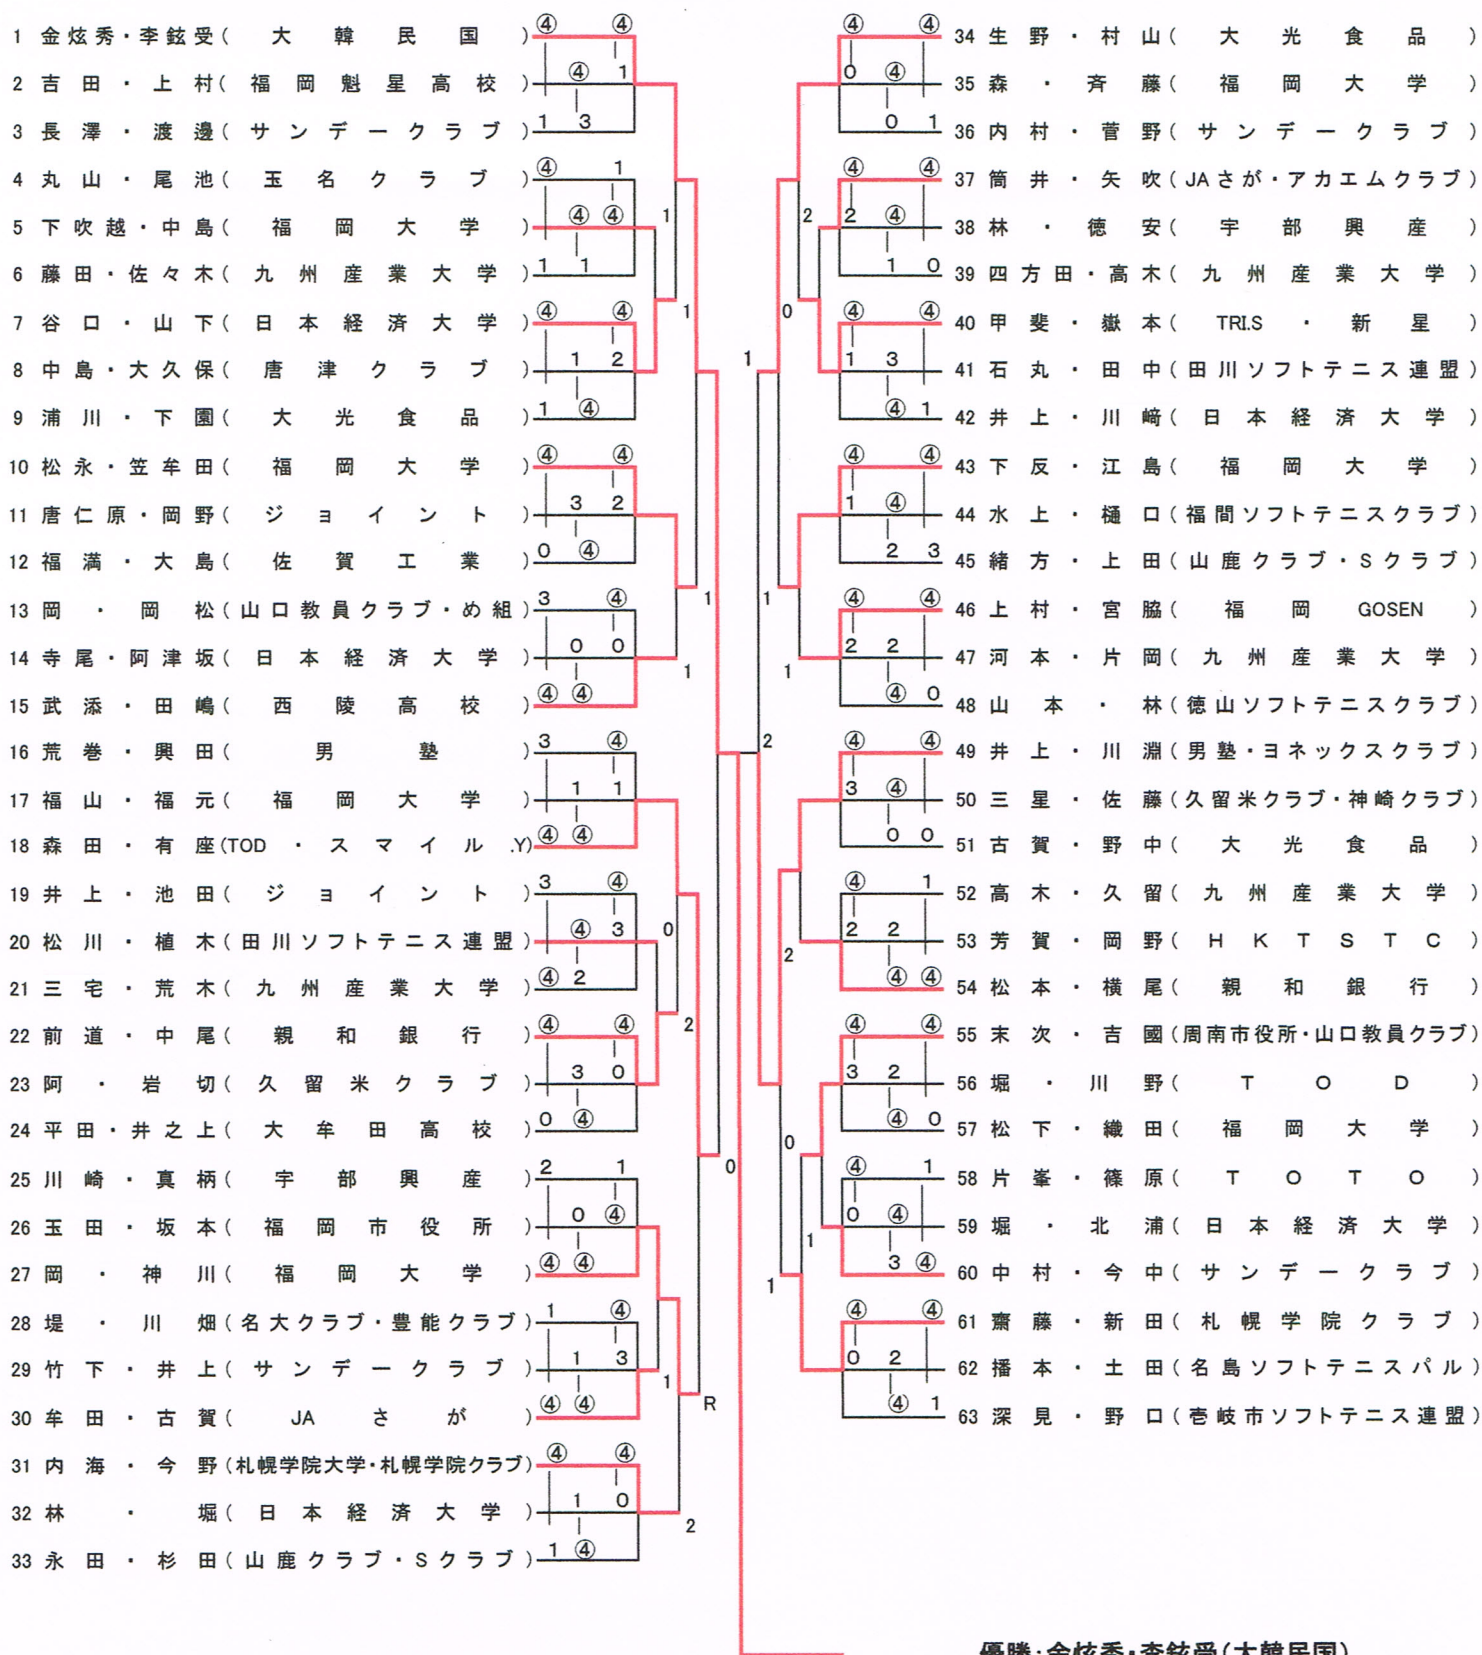 1 金炫秀・李鉉受(大韓民国)
2 吉田・上村(福岡魁星高校)
3 長澤・渡邊(サンデークラブ)
4 丸山・尾池(玉名クラブ)
5 下吹越・中島(福岡大学)
6 藤田・佐々木(九州産業大学)
7 谷口・山下(日本経済大学)
8 中島・大久保(唐津クラブ)
9 浦川・下園(大光食品)
10 松永・笠牟田(福岡大学)
11 唐仁原・岡野(ジョイント)
12 福満・大島(佐賀工業)
13 岡・岡松(山口教員クラブ・め組)
14 寺尾・阿津坂(日本経済大学)
15 武添・田嶋(西陵高校)
16 荒巻・興田(男塾)
17 福山・福元(福岡大学)
18 森田・有座(TOD・スマイル.Y)
19 井上・池田(ジョイント)
20 松川・植木(田川ソフトテニス連盟)
21 三宅・荒木(九州産業大学)
22 前道・中尾(親和銀行)
23 阿・岩切(久留米クラブ)
24 平田・井之上(大牟田高校)
25 川崎・真柄(宇部興産)
26 玉田・坂本(福岡市役所)
27 岡・神川(福岡大学)
28 堤・川畑(名大クラブ・豊能クラブ)
29 竹下・井上(サンデークラブ)
30 牟田・古賀(JAさが)
31 内海・今野(札幌学院大学・札幌学院クラブ)
32 林・堀(日本経済大学)
33 永田・杉田(山鹿クラブ・Sクラブ)
34 生野・村山(大光食品)
35 森・斉藤(福岡大学)
36 内村・菅野(サンデークラブ)
37 筒井・矢吹(JAさが・アカエムクラブ)
38 林・徳安(宇部興産)
39 四方田・高木(九州産業大学)
40 甲斐・嶽本(TRI.S・新星)
41 石丸・田中(田川ソフトテニス連盟)
42 井上・川﨑(日本経済大学)
43 下反・江島(福岡大学)
44 水上・樋口(福間ソフトテニスクラブ)
45 緒方・上田(山鹿クラブ・Sクラブ)
46 上村・宮脇(福岡GOSEN)
47 河本・片岡(九州産業大学)
48 山本・林(徳山ソフトテニスクラブ)
49 井上・川淵(男塾・ヨネックスクラブ)
50 三星・佐藤(久留米クラブ・神崎クラブ)
51 古賀・野中(大光食品)
52 高木・久留(九州産業大学)
53 芳賀・岡野(HKTSTC)
54 松本・横尾(親和銀行)
55 末次・吉國(周南市役所・山口教員クラブ)
56 堀・川野(TOD)
57 松下・織田(福岡大学)
58 片峯・篠原(TOTO)
59 堀・北浦(日本経済大学)
60 中村・今中(サンデークラブ)
61 齋藤・新田(札幌学院クラブ)
62 播本・土田(名島ソフトテニスパル)
63 深見・野口(壱岐市ソフトテニス連盟)
優勝:金炫秀・李鉉受(大韓民国)